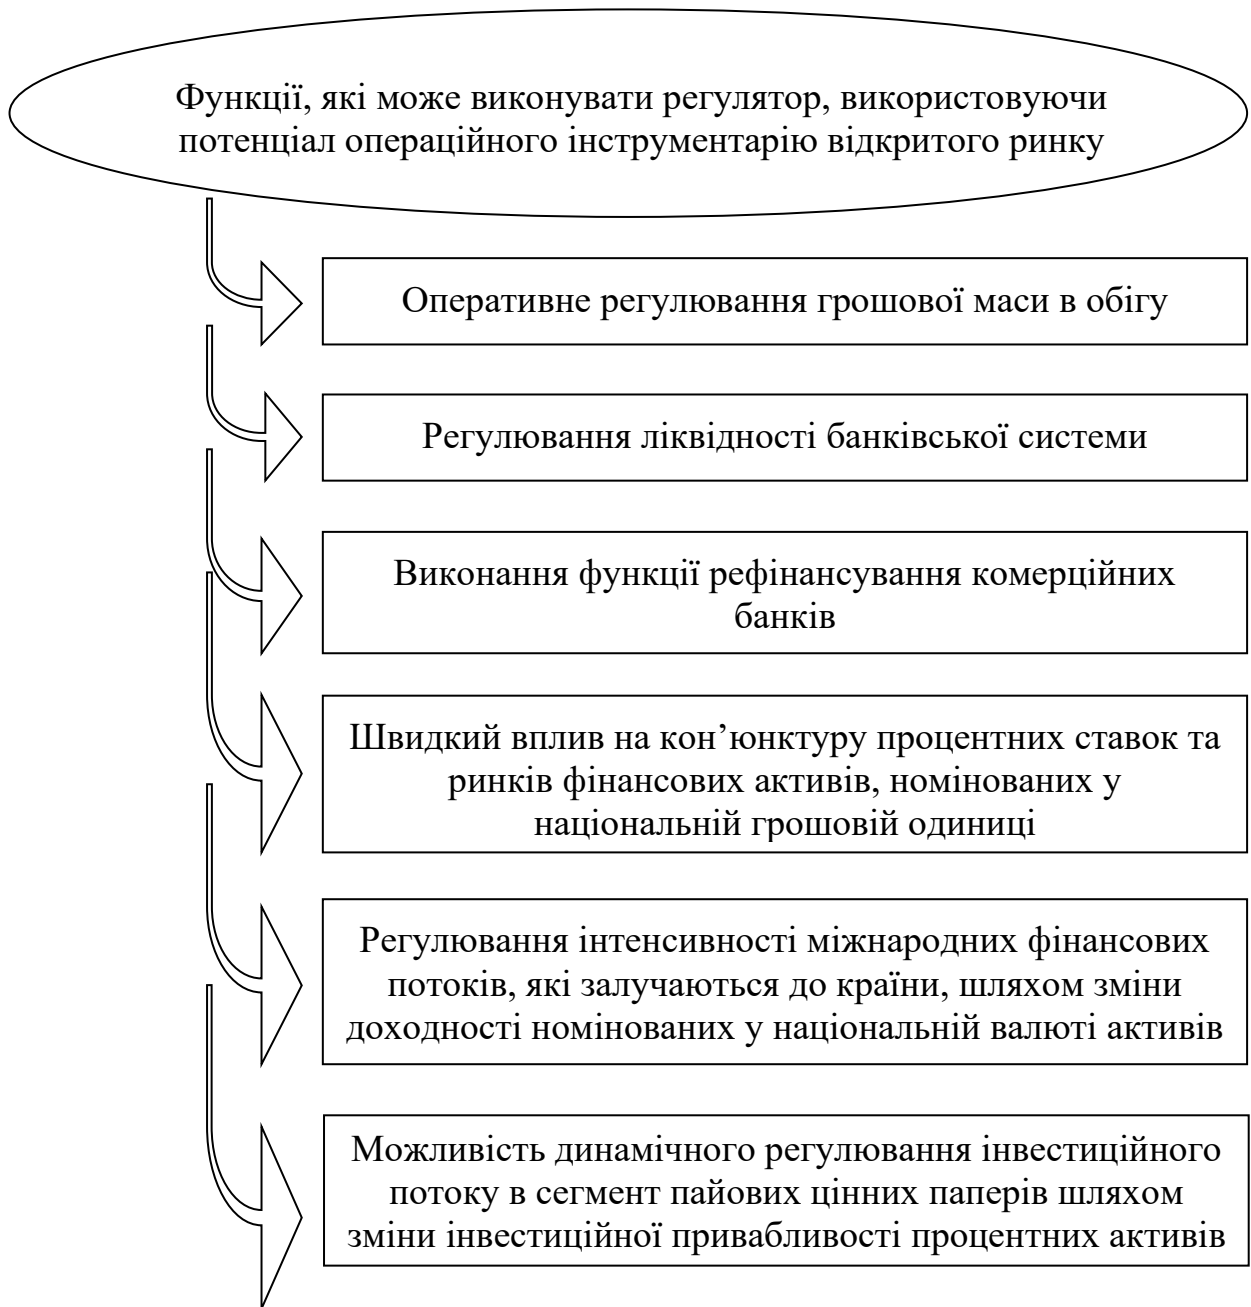 Функції, які може виконувати регулятор, використовуючи
потенціал операційного інструментарію відкритого ринку
Оперативне регулювання грошової маси в обігу
Регулювання ліквідності банківської системи
Виконання функції рефінансування комерційних
банків
Швидкий вплив на кон’юнктуру процентних ставок та
ринків фінансових активів, номінованих у
національній грошовій одиниці
Регулювання інтенсивності міжнародних фінансових
потоків, які залучаються до країни, шляхом зміни
доходності номінованих у національній валюті активів
Можливість динамічного регулювання інвестиційного
потоку в сегмент пайових цінних паперів шляхом
зміни інвестиційної привабливості процентних активів